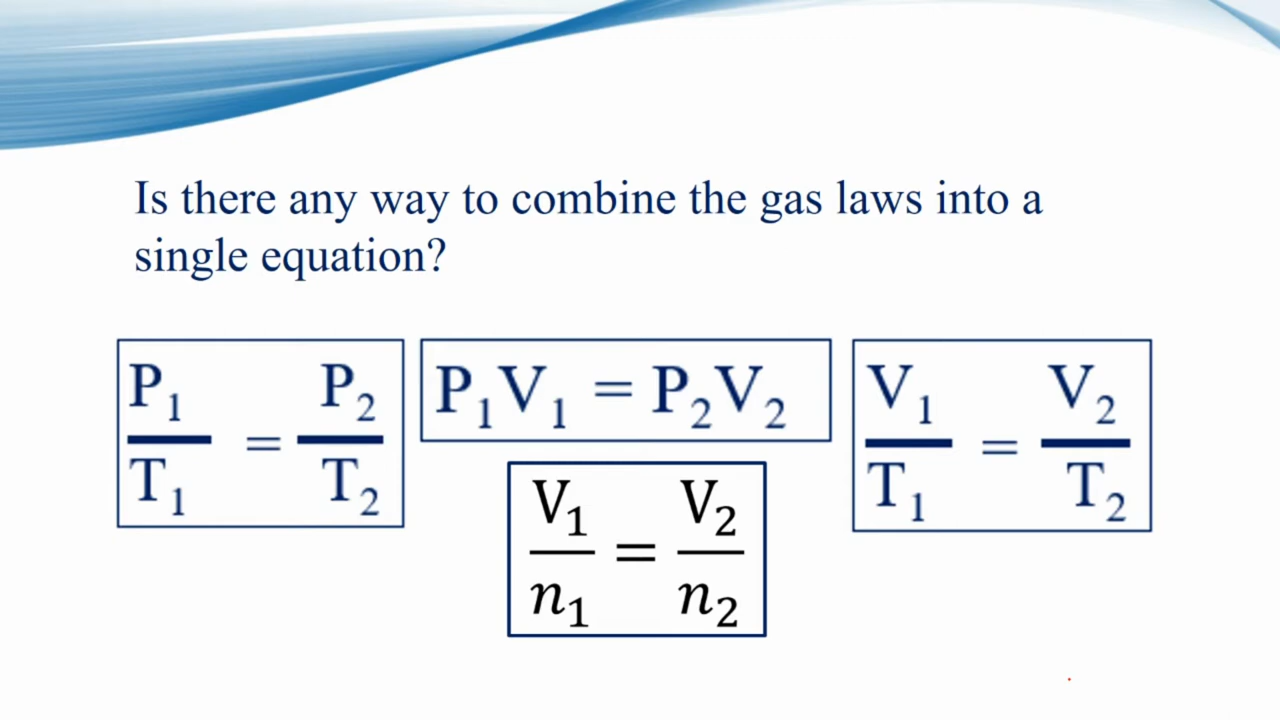 Is there any way to combine the gas laws into a
single equation?
P₁/T₁ = P₂/T₂
P₁V₁ = P₂V₂
V₁/T₁ = V₂/T₂
V₁/n₁ = V₂/n₂